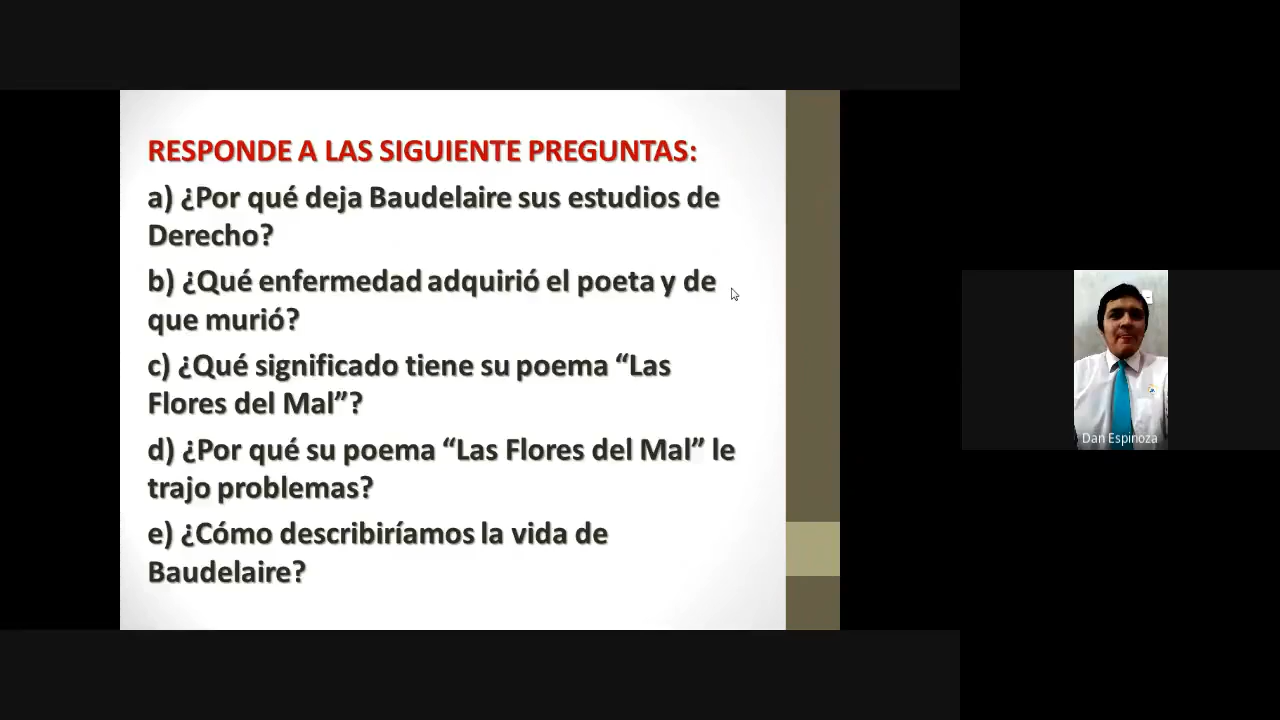 RESPONDE A LAS SIGUIENTE PREGUNTAS:
a) ¿Por qué deja Baudelaire sus estudios de
Derecho?
b) ¿Qué enfermedad adquirió el poeta y de
que murió?
c) ¿Qué significado tiene su poema “Las
Flores del Mal”?
d) ¿Por qué su poema “Las Flores del Mal” le
trajo problemas?
e) ¿Cómo describiríamos la vida de
Baudelaire?
Dan Espinoza